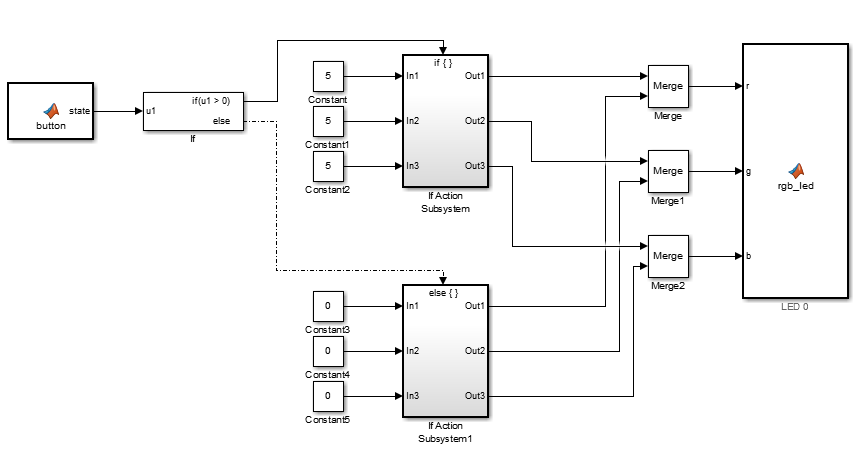 state
button
u1
if(u1 > 0)
else
If
5
Constant
5
Constant1
5
Constant2
if { }
In1
In2
In3
Out1
Out2
Out3
If Action
Subsystem
0
Constant3
0
Constant4
0
Constant5
else { }
In1
In2
In3
Out1
Out2
Out3
If Action
Subsystem1
Merge
Merge
Merge
Merge1
Merge
Merge2
r
g
b
rgb_led
LED 0